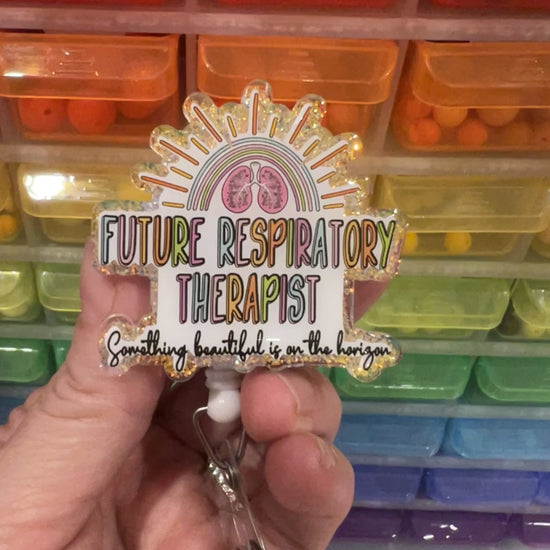 FUTURE RESPIRATORY
THERAPIST
Something beautiful is on the horizon